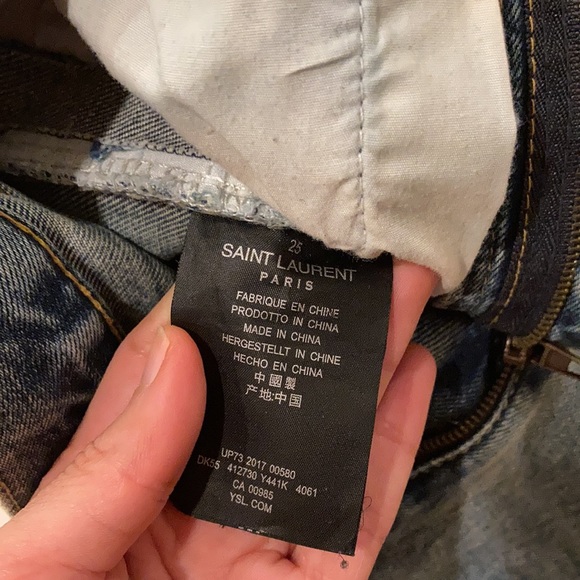 25
SAINT LAURENT
PARIS
FABRIQUE EN CHINE
PRODOTTO IN CHINA
MADE IN CHINA
HERGESTELLT IN CHINE
HECHO EN CHINA
中國製
产地:中国
UP73 2017 00580
DK55 412730 Y441K 4061
CA 00985
YSL.COM